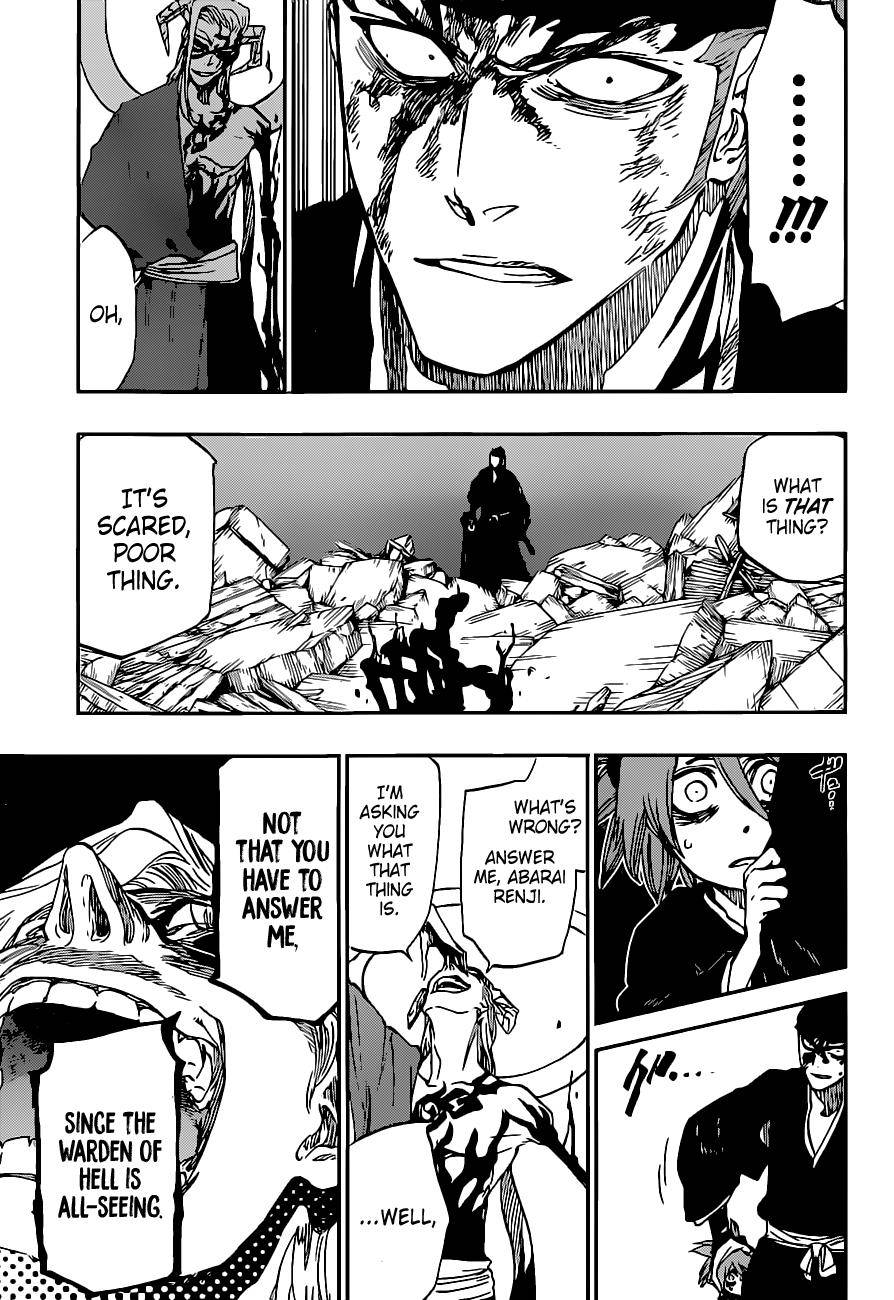 ......!!!
OH,
WHAT
IS THAT
THING?
IT'S
SCARED,
POOR
THING.
WHAT'S
WRONG?
ANSWER
ME, ABARAI
RENJI.
I'M
ASKING
YOU
WHAT
THAT
THING
IS.
...WELL,
NOT
THAT YOU
HAVE TO
ANSWER
ME,
SINCE THE
WARDEN OF
HELL IS
ALL-SEEING.